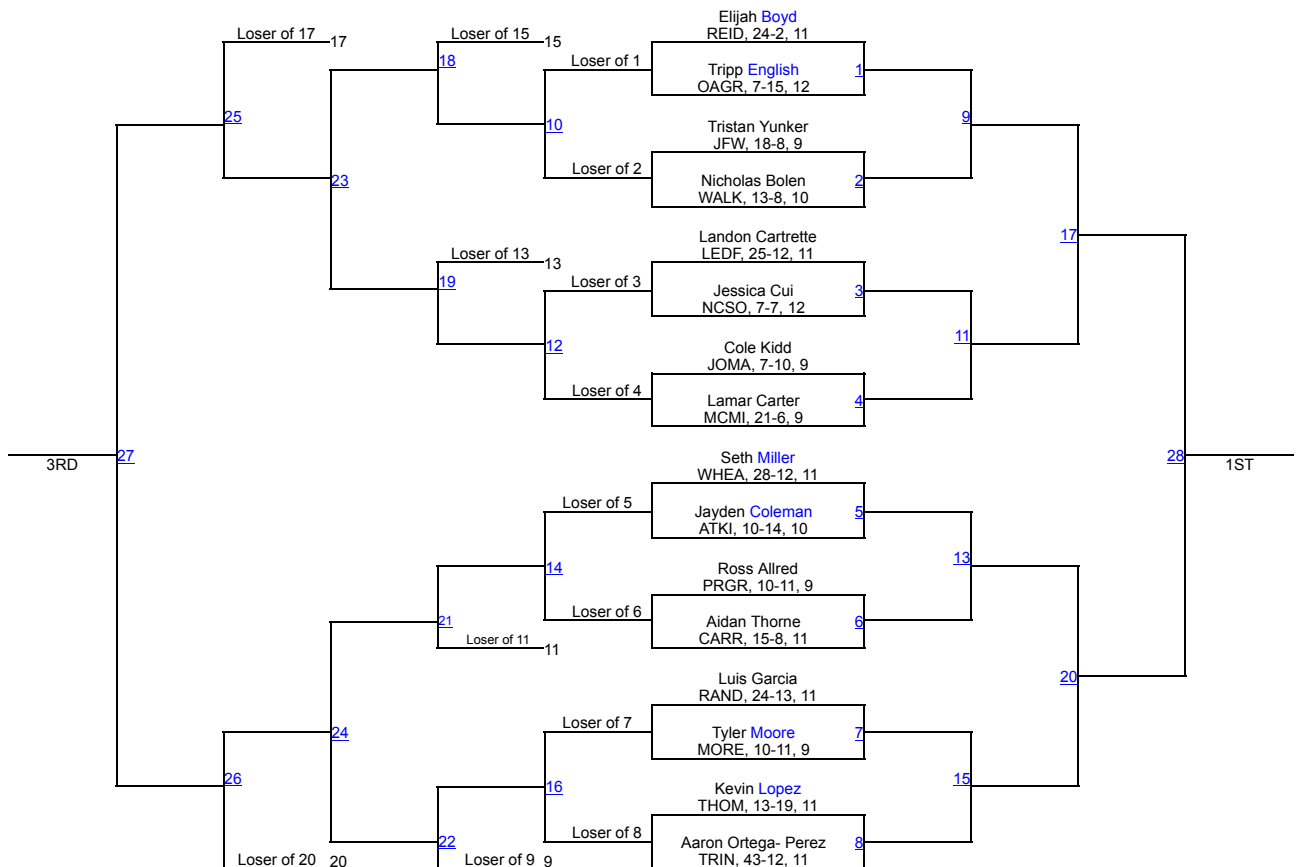 Elijah Boyd
REID, 24-2, 11
Loser of 17 17
Loser of 15 15
18
Loser of 1
Tripp English 1
OAGR, 7-15, 12
25
10
9
Tristan Yunker
JFW, 18-8, 9
Loser of 2
23
Nicholas Bolen 2
WALK, 13-8, 10
Landon Cartrette
LEDF, 25-12, 11
17
Loser of 13 13
19
Loser of 3
Jessica Cui 3
NCSO, 7-7, 12
12
11
Cole Kidd
JOMA, 7-10, 9
Loser of 4
Lamar Carter 4
MCMI, 21-6, 9
3RD
27
Seth Miller
WHEA, 28-12, 11
28
1ST
Loser of 5
Jayden Coleman 5
ATKI, 10-14, 10
14
13
Ross Allred
PRGR, 10-11, 9
Loser of 6
21
Aidan Thorne 6
CARR, 15-8, 11
Loser of 11 11
Luis Garcia
RAND, 24-13, 11
20
Loser of 7
24
Tyler Moore 7
MORE, 10-11, 9
26
16
15
Kevin Lopez
THOM, 13-19, 11
Loser of 8
22
Aaron Ortega- Perez 8
TRIN, 43-12, 11
Loser of 20 20
Loser of 9 9